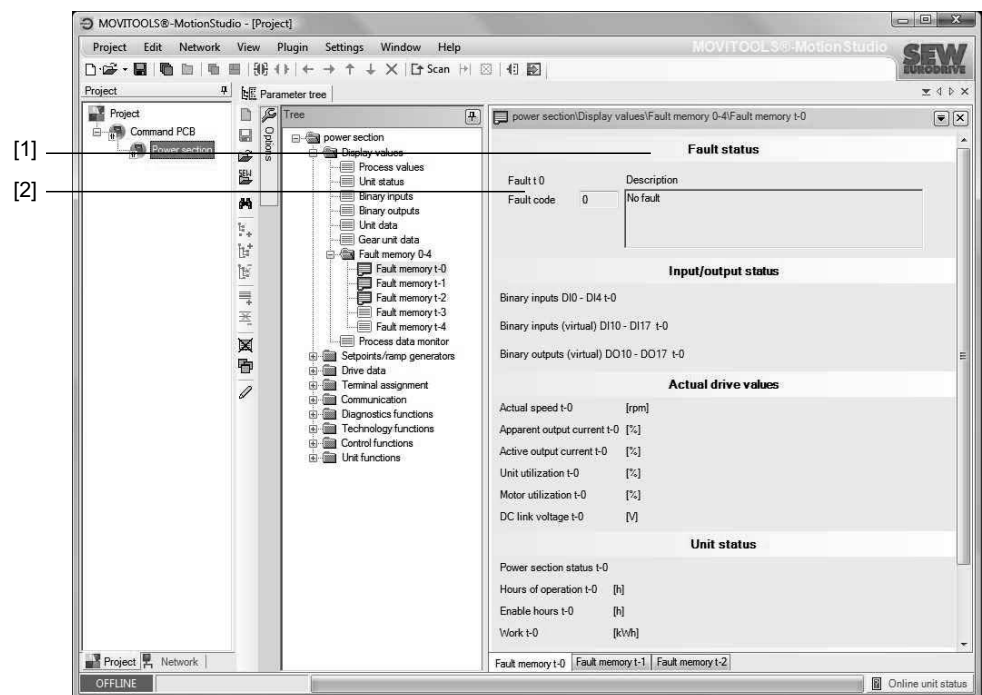 MOVITOOLS®-MotionStudio - [Project]
Project Edit Network View Plugin Settings Window Help
MOVITOOLS®-MotionStudio
SEW
EURODRIVE
Scan
Project
Parameter tree
Project
Command PCB
Power section
Options
Tree
power section
Display values
Process values
Unit status
Binary inputs
Binary outputs
Unit data
Gear unit data
Fault memory 0-4
Fault memory t-0
Fault memory t-1
Fault memory t-2
Fault memory t-3
Fault memory t-4
Process data monitor
Setpoints/ramp generators
Drive data
Terminal assignment
Communication
Diagnostics functions
Technology functions
Control functions
Unit functions
power section\Display values\Fault memory 0-4\Fault memory t-0
[1]
Fault status
[2]
Fault t 0 Description
Fault code 0 No fault
Input/output status
Binary inputs DI0 - DI4 t-0
Binary inputs (virtual) DI10 - DI17 t-0
Binary outputs (virtual) DO10 - DO17 t-0
Actual drive values
Actual speed t-0 [rpm]
Apparent output current t-0 [%]
Active output current t-0 [%]
Unit utilization t-0 [%]
Motor utilization t-0 [%]
DC link voltage t-0 [V]
Unit status
Power section status t-0
Hours of operation t-0 [h]
Enable hours t-0 [h]
Work t-0 [kWh]
Project Network
Fault memory t-0 Fault memory t-1 Fault memory t-2
OFFLINE
Online unit status